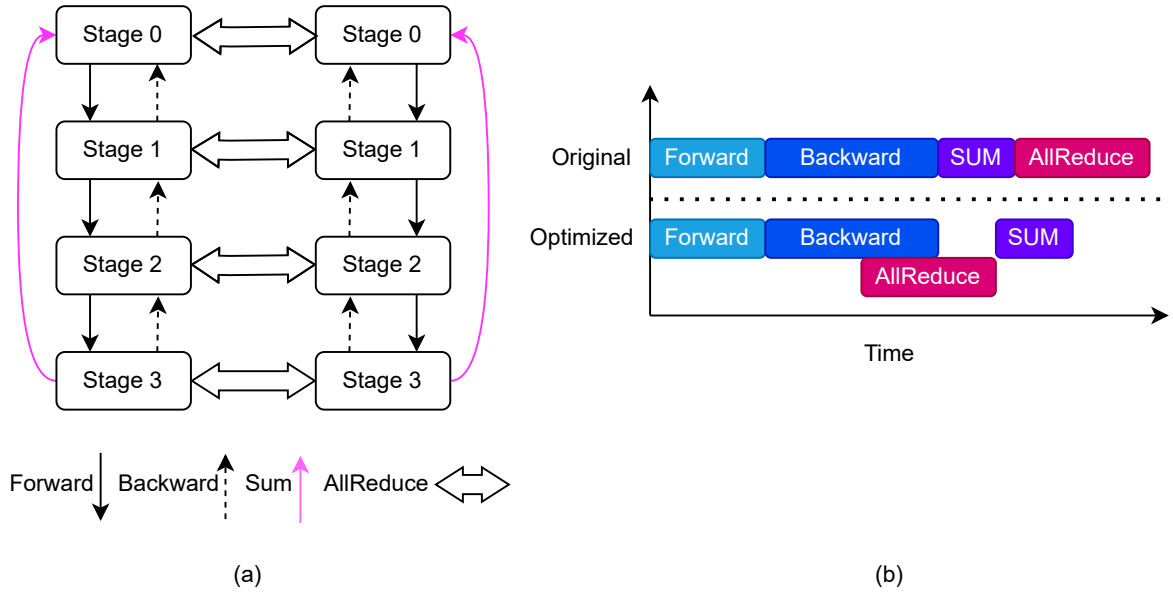 Stage 0 Stage 0
Stage 1 Stage 1
Stage 2 Stage 2
Stage 3 Stage 3
Forward Backward Sum AllReduce
(a)
Original Forward Backward SUM AllReduce
Optimized Forward Backward SUM
AllReduce
Time
(b)